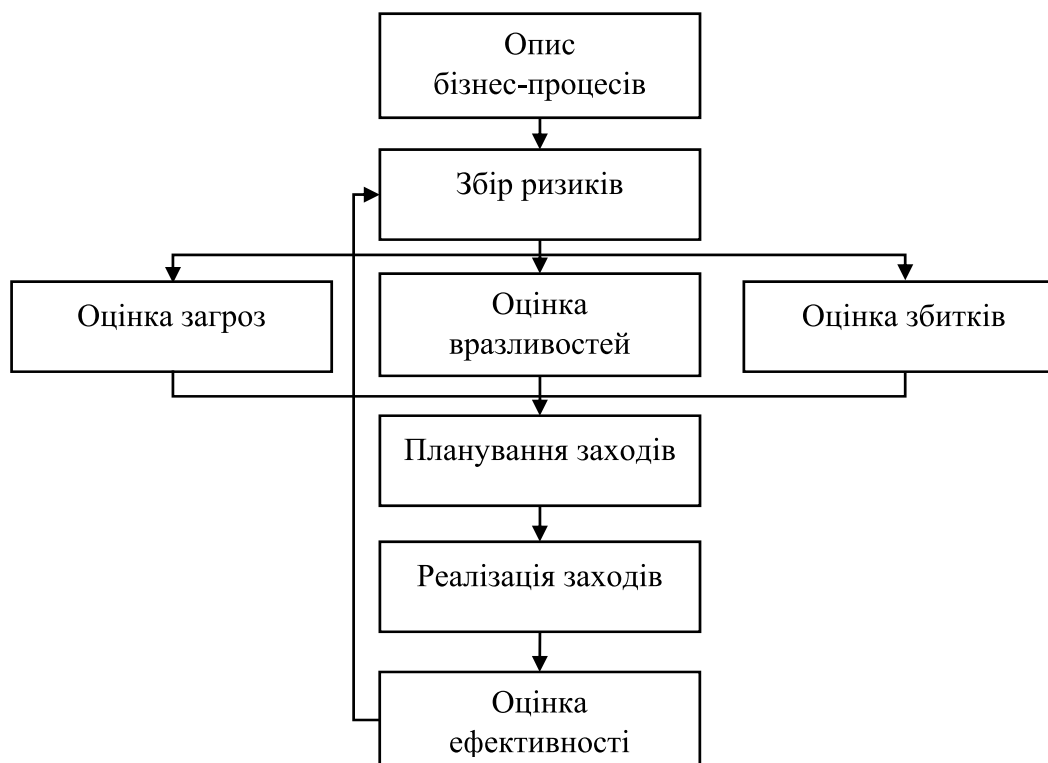 Опис
бізнес-процесів
Збір ризиків
Оцінка загроз
Оцінка
вразливостей
Оцінка збитків
Планування заходів
Реалізація заходів
Оцінка
ефективності